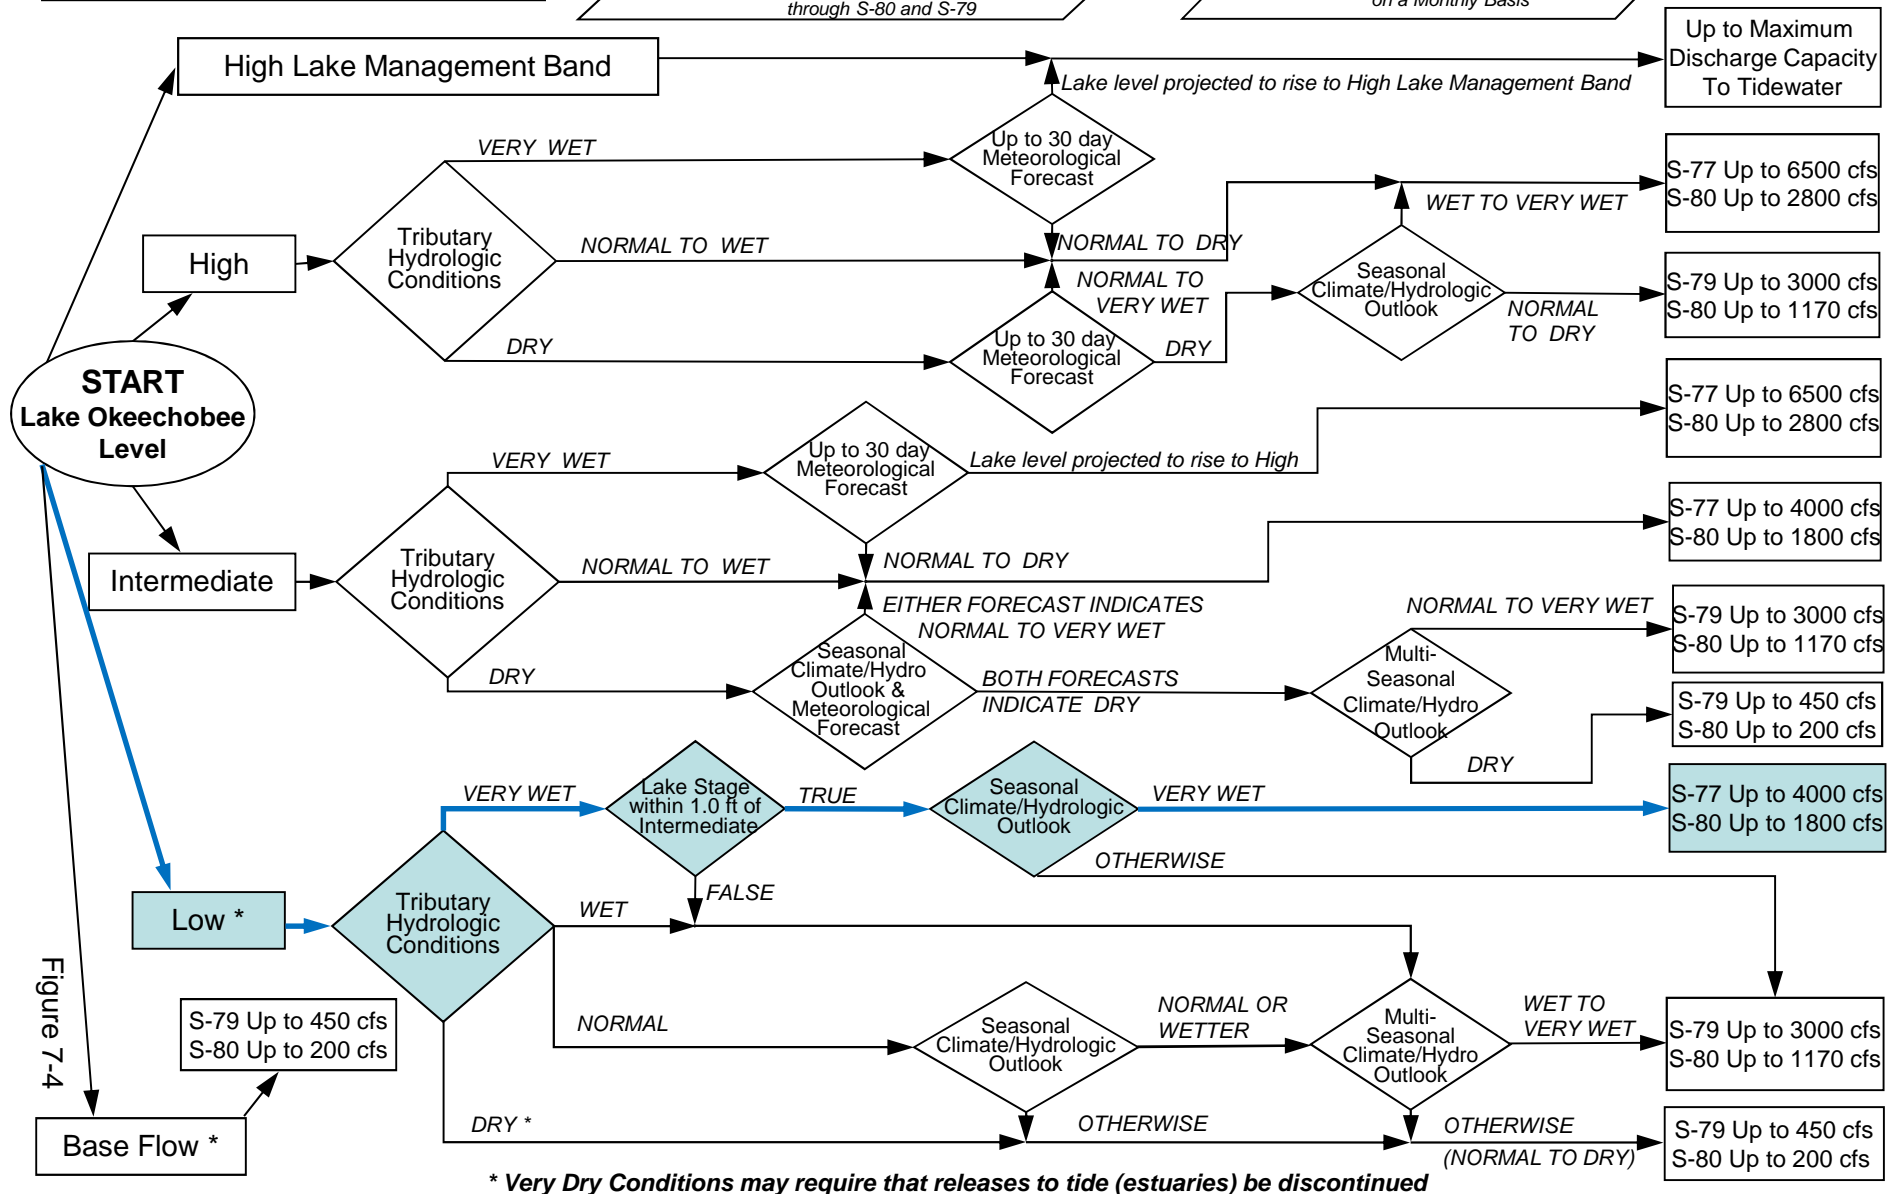 through S-80 and S-79
on a Monthly Basis
High Lake Management Band
Lake level projected to rise to High Lake Management Band
Up to Maximum
Discharge Capacity
To Tidewater
VERY WET
Up to 30 day
Meteorological
Forecast
S-77 Up to 6500 cfs
S-80 Up to 2800 cfs
WET TO VERY WET
High
Tributary
Hydrologic
Conditions
NORMAL TO WET
NORMAL TO DRY
NORMAL TO
VERY WET
Seasonal
Climate/Hydrologic
Outlook
NORMAL
TO DRY
S-79 Up to 3000 cfs
S-80 Up to 1170 cfs
DRY
Up to 30 day
Meteorological
Forecast
DRY
START
Lake Okeechobee
Level
S-77 Up to 6500 cfs
S-80 Up to 2800 cfs
VERY WET
Up to 30 day
Meteorological
Forecast
Lake level projected to rise to High
Intermediate
Tributary
Hydrologic
Conditions
NORMAL TO WET
NORMAL TO DRY
S-77 Up to 4000 cfs
S-80 Up to 1800 cfs
EITHER FORECAST INDICATES
NORMAL TO VERY WET
NORMAL TO VERY WET
S-79 Up to 3000 cfs
S-80 Up to 1170 cfs
DRY
Seasonal
Climate/Hydro
Outlook &
Meteorological
Forecast
BOTH FORECASTS
INDICATE DRY
Multi-
Seasonal
Climate/Hydro
Outlook
DRY
S-79 Up to 450 cfs
S-80 Up to 200 cfs
VERY WET
Lake Stage
within 1.0 ft of
Intermediate
TRUE
Seasonal
Climate/Hydrologic
Outlook
VERY WET
S-77 Up to 4000 cfs
S-80 Up to 1800 cfs
OTHERWISE
FALSE
Low *
Tributary
Hydrologic
Conditions
WET
NORMAL
Seasonal
Climate/Hydrologic
Outlook
NORMAL OR
WETTER
Multi-
Seasonal
Climate/Hydro
Outlook
WET TO
VERY WET
S-79 Up to 3000 cfs
S-80 Up to 1170 cfs
Figure 7-4
S-79 Up to 450 cfs
S-80 Up to 200 cfs
Base Flow *
DRY *
OTHERWISE
OTHERWISE
(NORMAL TO DRY)
S-79 Up to 450 cfs
S-80 Up to 200 cfs
* Very Dry Conditions may require that releases to tide (estuaries) be discontinued